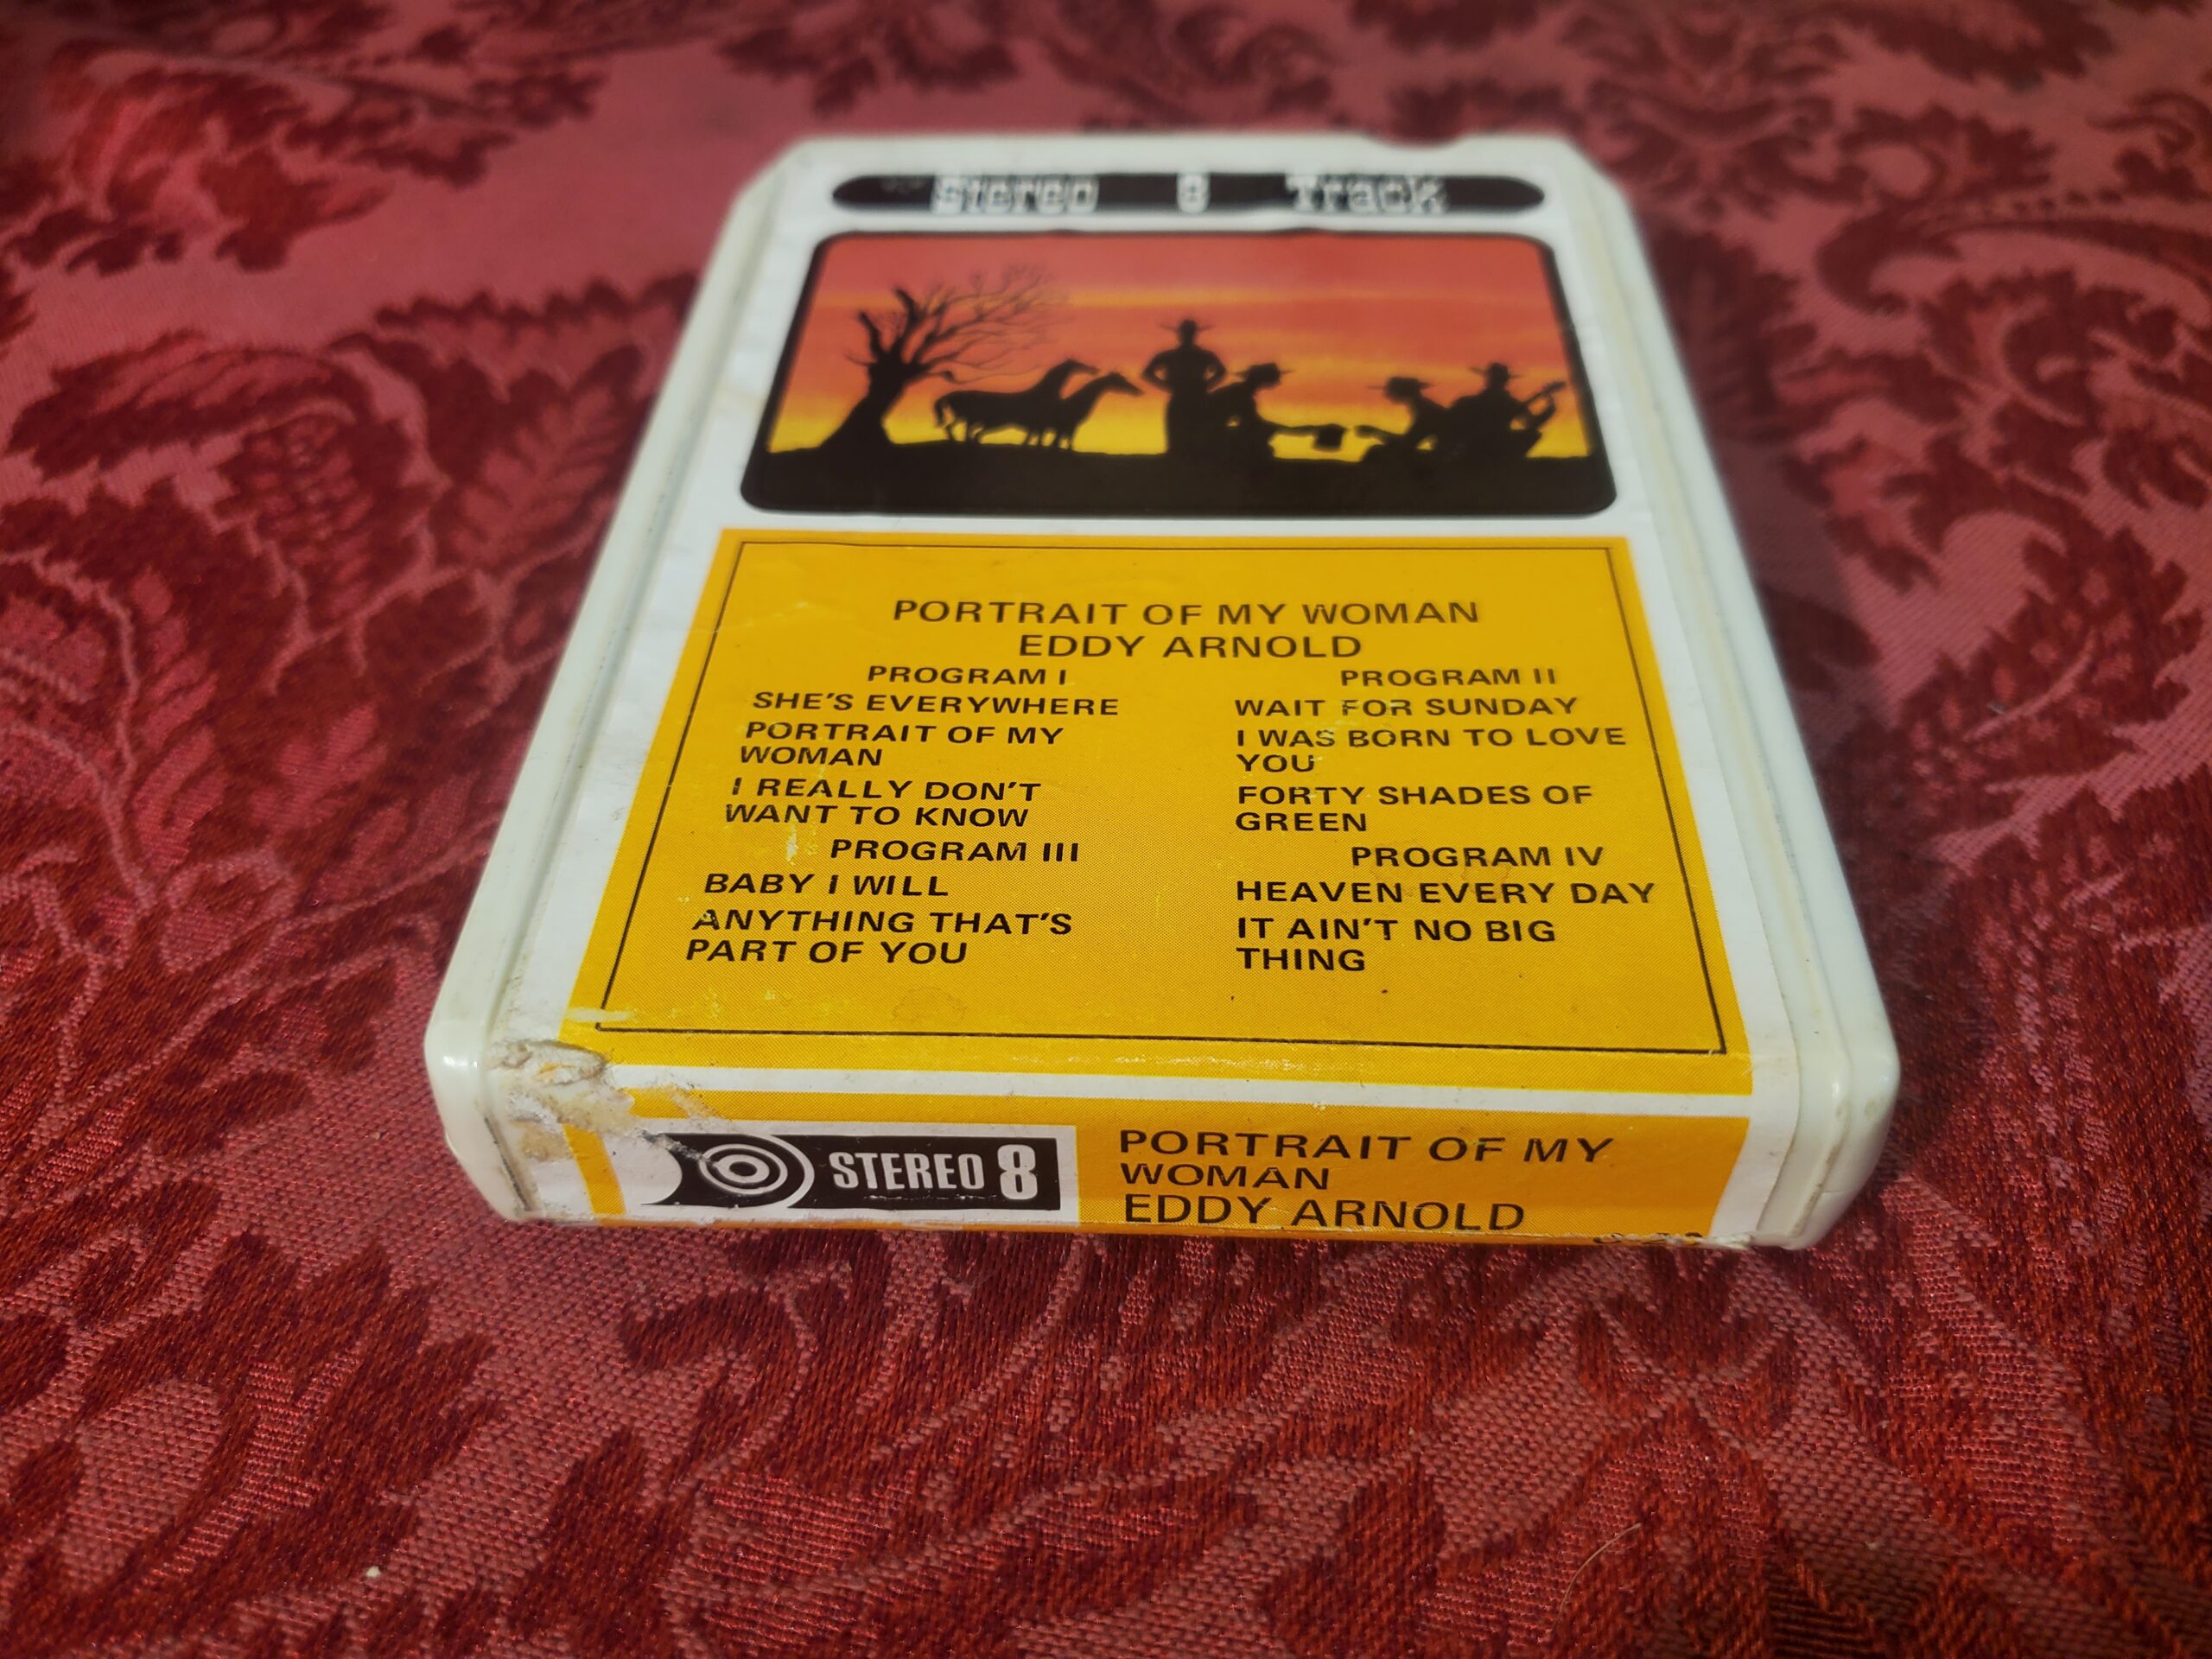 Stereo 8 Track
PORTRAIT OF MY WOMAN
EDDY ARNOLD
PROGRAM I
SHE'S EVERYWHERE
PORTRAIT OF MY
WOMAN
I REALLY DON'T
WANT TO KNOW
PROGRAM II
WAIT FOR SUNDAY
I WAS BORN TO LOVE
YOU
FORTY SHADES OF
GREEN
PROGRAM III
BABY I WILL
ANYTHING THAT'S
PART OF YOU
PROGRAM IV
HEAVEN EVERY DAY
IT AIN'T NO BIG
THING
STEREO 8
PORTRAIT OF MY
WOMAN
EDDY ARNOLD